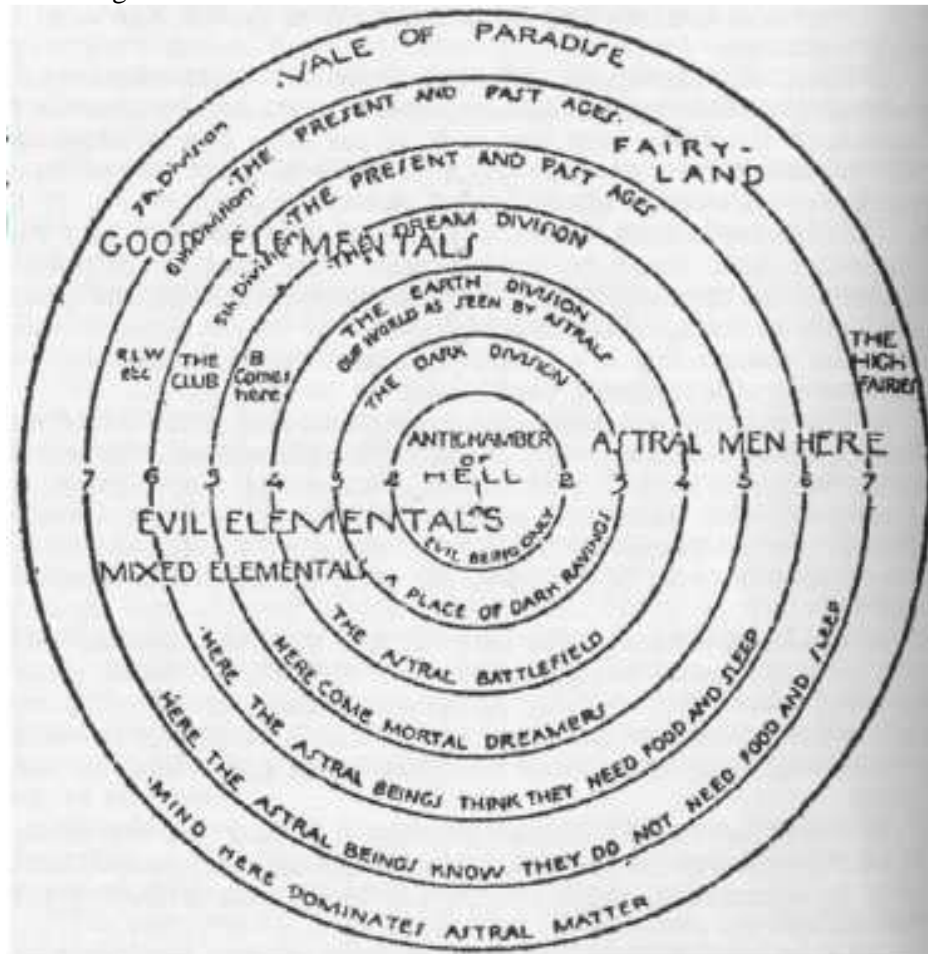 VALE OF PARADISE
7th Division
THE PRESENT AND PAST AGES
FAIRY-
LAND
6th Division
THE PRESENT AND PAST AGES
GOOD ELEMENTALS
5th Division
THE DREAM DIVISION
THE EARTH DIVISION
OUR WORLD AS SEEN BY ASTRALS
R.L.W
etc
THE
CLUB
B
Comes
here
THE DARK DIVISION
THE
HIGH
FAIRIES
ANTICHAMBER
OF
HELL
ASTRAL MEN HERE
7 6 5 4 3 2 2 3 4 5 6 7
EVIL ELEMENTALS
EVIL BEING ONLY
MIXED ELEMENTALS
A PLACE OF DARK RAVINGS
THE ASTRAL BATTLEFIELD
HERE COME MORTAL DREAMERS
HERE THE ASTRAL BEINGS THINK THEY NEED FOOD AND SLEEP
HERE THE ASTRAL BEINGS KNOW THEY DO NOT NEED FOOD AND SLEEP
MIND HERE DOMINATES ASTRAL MATTER